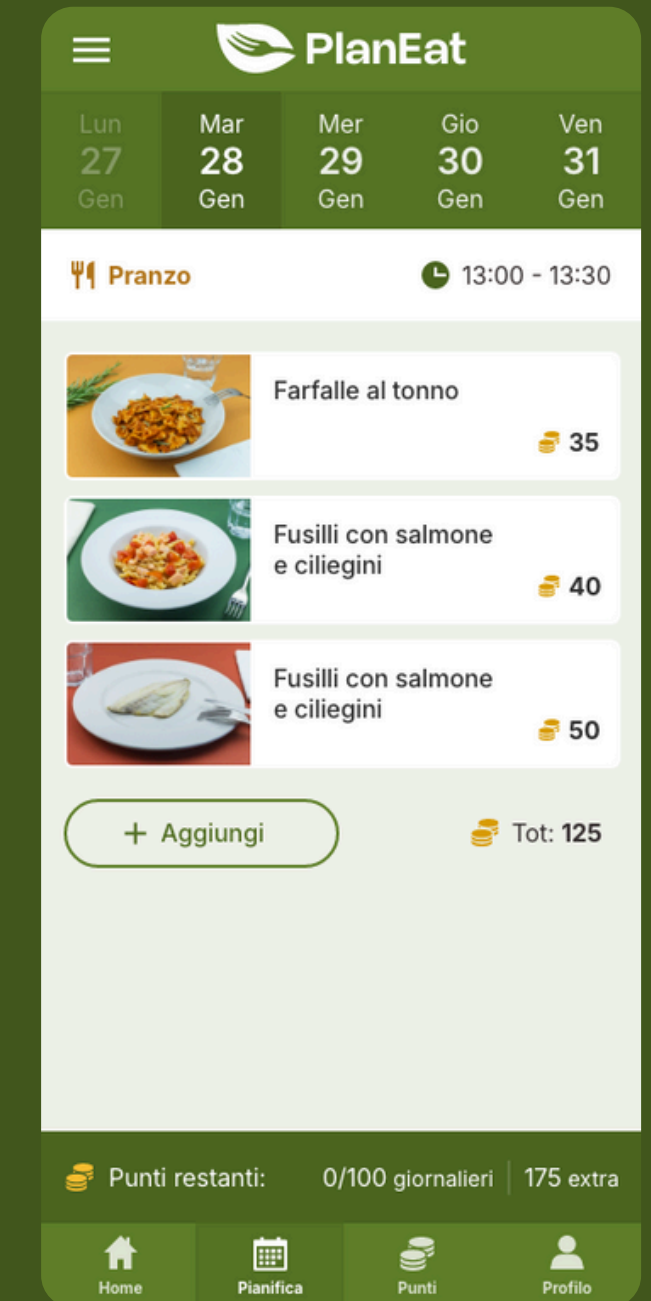 PlanEat
Lun Mar Mer Gio Ven
27 28 29 30 31
Gen Gen Gen Gen Gen
Pranzo 13:00 - 13:30
Farfalle al tonno
35
Fusilli con salmone
e ciliegini
40
Fusilli con salmone
e ciliegini
50
+ Aggiungi Tot: 125
Punti restanti: 0/100 giornalieri 175 extra
Home Pianifica Punti Profilo